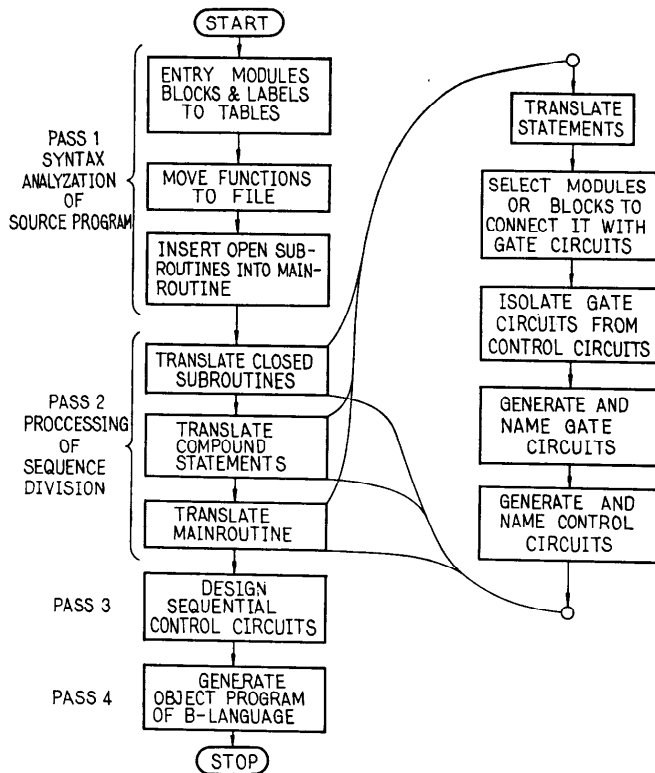 START
PASS 1
SYNTAX
ANALYZATION
OF
SOURCE PROGRAM
ENTRY MODULES
BLOCKS & LABELS
TO TABLES
MOVE FUNCTIONS
TO FILE
INSERT OPEN SUB-
ROUTINES INTO MAIN-
ROUTINE
PASS 2
PROCCESSING
OF
SEQUENCE
DIVISION
TRANSLATE CLOSED
SUBROUTINES
TRANSLATE
COMPOUND
STATEMENTS
TRANSLATE
MAINROUTINE
PASS 3
DESIGN
SEQUENTIAL
CONTROL CIRCUITS
PASS 4
GENERATE
OBJECT PROGRAM
OF B-LANGUAGE
STOP
TRANSLATE
STATEMENTS
SELECT MODULES
OR BLOCKS TO
CONNECT IT WITH
GATE CIRCUITS
ISOLATE GATE
CIRCUITS FROM
CONTROL CIRCUITS
GENERATE AND
NAME GATE
CIRCUITS
GENERATE AND
NAME CONTROL
CIRCUITS